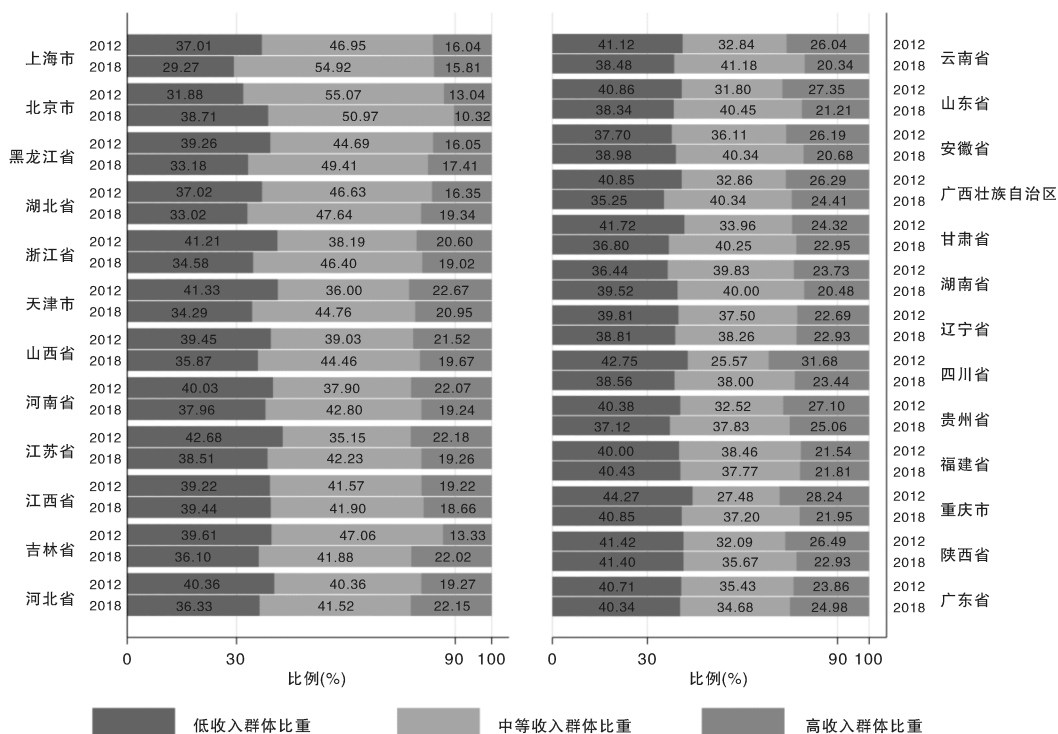 上海市 2012 37.01 46.95 16.04
2018 29.27 54.92 15.81
北京市 2012 31.88 55.07 13.04
2018 38.71 50.97 10.32
黑龙江省 2012 39.26 44.69 16.05
2018 33.18 49.41 17.41
湖北省 2012 37.02 46.63 16.35
2018 33.02 47.64 19.34
浙江省 2012 41.21 38.19 20.60
2018 34.58 46.40 19.02
天津市 2012 41.33 36.00 22.67
2018 34.29 44.76 20.95
山西省 2012 39.45 39.03 21.52
2018 35.87 44.46 19.67
河南省 2012 40.03 37.90 22.07
2018 37.96 42.80 19.24
江苏省 2012 42.68 35.15 22.18
2018 38.51 42.23 19.26
江西省 2012 39.22 41.57 19.22
2018 39.44 41.90 18.66
吉林省 2012 39.61 47.06 13.33
2018 36.10 41.88 22.02
河北省 2012 40.36 40.36 19.27
2018 36.33 41.52 22.15
0 30 90 100
比例(%)
41.12 32.84 26.04 2012 云南省
38.48 41.18 20.34 2018
40.86 31.80 27.35 2012 山东省
38.34 40.45 21.21 2018
37.70 36.11 26.19 2012 安徽省
38.98 40.34 20.68 2018
40.85 32.86 26.29 2012 广西壮族自治区
35.25 40.34 24.41 2018
41.72 33.96 24.32 2012 甘肃省
36.80 40.25 22.95 2018
36.44 39.83 23.73 2012 湖南省
39.52 40.00 20.48 2018
39.81 37.50 22.69 2012 辽宁省
38.81 38.26 22.93 2018
42.75 25.57 31.68 2012 四川省
38.56 38.00 23.44 2018
40.38 32.52 27.10 2012 贵州省
37.12 37.83 25.06 2018
40.00 38.46 21.54 2012 福建省
40.43 37.77 21.81 2018
44.27 27.48 28.24 2012 重庆市
40.85 37.20 21.95 2018
41.42 32.09 26.49 2012 陕西省
41.40 35.67 22.93 2018
40.71 35.43 23.86 2012 广东省
40.34 34.68 24.98 2018
0 30 90 100
比例(%)
低收入群体比重 中等收入群体比重 高收入群体比重